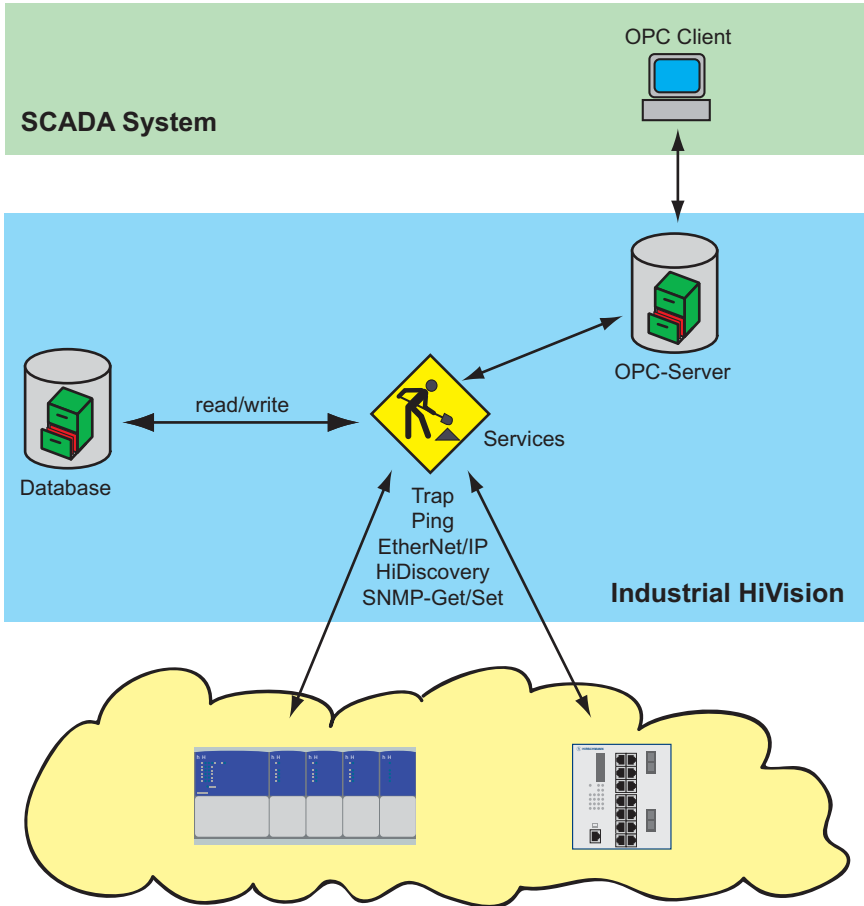 OPC Client
SCADA System
OPC-Server
read/write
Services
Database
Trap
Ping
EtherNet/IP
HiDiscovery
SNMP-Get/Set
Industrial HiVision
h H
h H
h H
h H
h H
HIRSCHMANN